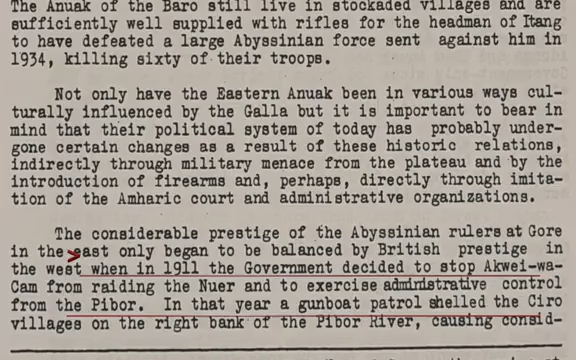 The Anuak of the Baro still live in stockaded villages and are
sufficiently well supplied with rifles for the headman of Itang
to have defeated a large Abyssinian force sent against him in
1934, killing sixty of their troops.
Not only have the Eastern Anuak been in various ways cul-
turally influenced by the Galla but it is important to bear in
mind that their political system of today has probably under-
gone certain changes as a result of these historic relations,
indirectly through military menace from the plateau and by the
introduction of firearms and, perhaps, directly through imita-
tion of the Amharic court and administrative organizations.
The considerable prestige of the Abyssinian rulers at Gore
in the east only began to be balanced by British prestige in
the west when in 1911 the Government decided to stop Akwei-wa-
Cam from raiding the Nuer and to exercise administrative control
from the Pibor. In that year a gunboat patrol shelled the Ciro
villages on the right bank of the Pibor River, causing consid-